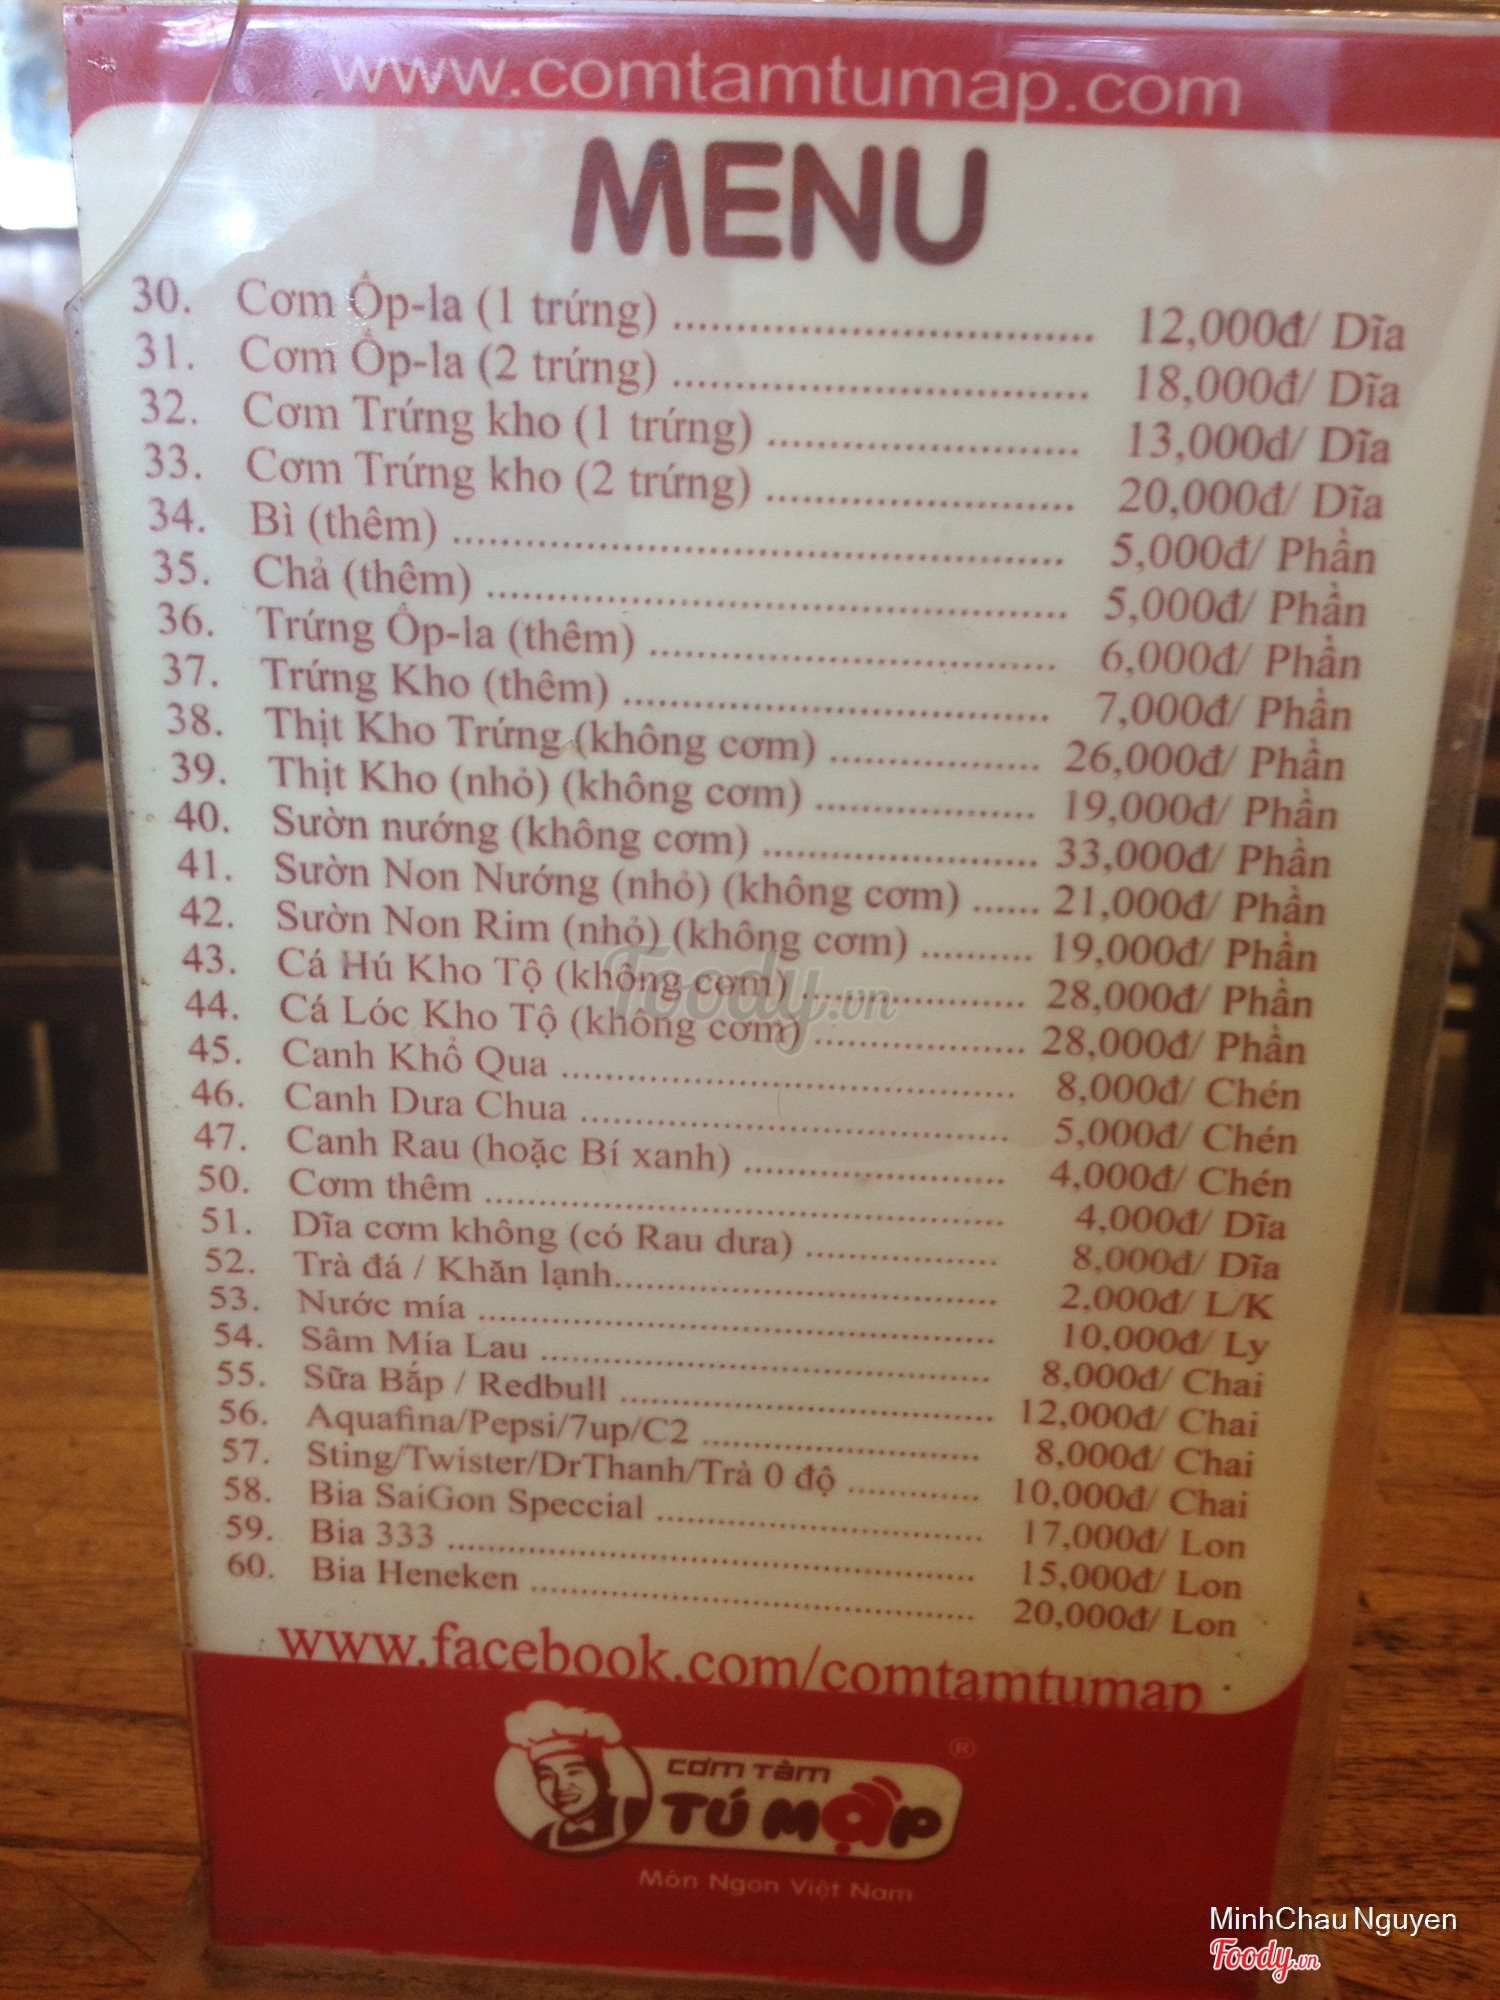 www.comtamtumap.com
MENU
30. Cơm Ốp-la (1 trứng) ........ 12,000đ/ Dĩa
31. Cơm Ốp-la (2 trứng) ........ 18,000đ/ Dĩa
32. Cơm Trứng kho (1 trứng) ........ 13,000đ/ Dĩa
33. Cơm Trứng kho (2 trứng) ........ 20,000đ/ Dĩa
34. Bì (thêm) ........ 5,000đ/ Phần
35. Chả (thêm) ........ 5,000đ/ Phần
36. Trứng Ốp-la (thêm) ........ 6,000đ/ Phần
37. Trứng Kho (thêm) ........ 7,000đ/ Phần
38. Thịt Kho Trứng (không cơm) ........ 26,000đ/ Phần
39. Thịt Kho (nhỏ) (không cơm) ........ 19,000đ/ Phần
40. Sườn nướng (không cơm) ........ 33,000đ/ Phần
41. Sườn Non Nướng (nhỏ) (không cơm) ...... 21,000đ/ Phần
42. Sườn Non Rim (nhỏ) (không cơm) ........ 19,000đ/ Phần
43. Cá Hú Kho Tộ (không cơm) ........ 28,000đ/ Phần
44. Cá Lóc Kho Tộ (không cơm) ........ 28,000đ/ Phần
45. Canh Khổ Qua ........ 8,000đ/ Chén
46. Canh Dưa Chua ........ 5,000đ/ Chén
47. Canh Rau (hoặc Bí xanh) ........ 4,000đ/ Chén
50. Cơm thêm ........ 4,000đ/ Dĩa
51. Dĩa cơm không (có Rau dưa) ........ 8,000đ/ Dĩa
52. Trà đá / Khăn lạnh ........ 2,000đ/ L/K
53. Nước mía ........ 10,000đ/ Ly
54. Sâm Mía Lau ........ 8,000đ/ Chai
55. Sữa Bắp / Redbull ........ 12,000đ/ Chai
56. Aquafina/Pepsi/7up/C2 ........ 8,000đ/ Chai
57. Sting/Twister/DrThanh/Trà 0 độ ........ 10,000đ/ Chai
58. Bia SaiGon Speccial ........ 17,000đ/ Lon
59. Bia 333 ........ 15,000đ/ Lon
60. Bia Heneken ........ 20,000đ/ Lon
Foody.vn
www.facebook.com/comtamtumap
CƠM TẤM ®
TÚ MẬP
Món Ngon Việt Nam
MinhChau Nguyen
Foody.vn